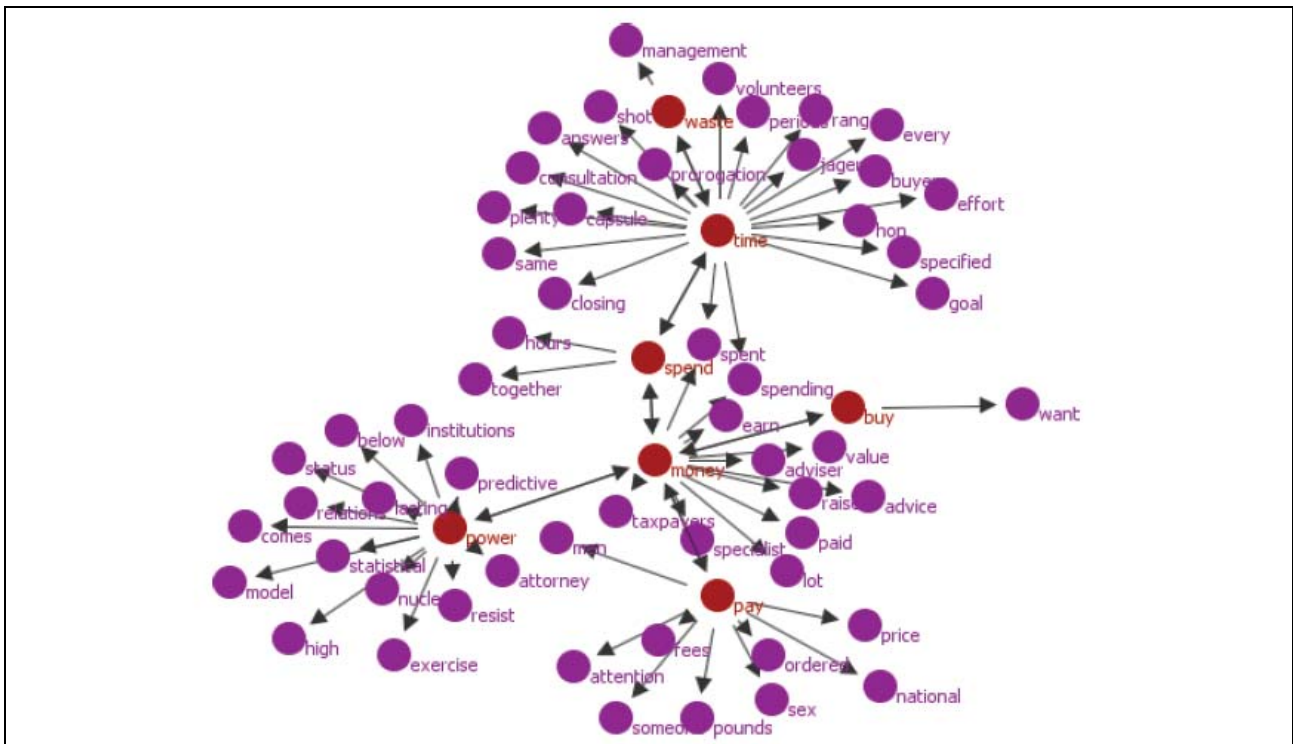 management
volunteers
shot
waste
period
rang
every
answers
prorogation
jager
buyer
consultation
effort
plenty
capsule
hon
time
same
specified
closing
goal
hours
spent
spend
together
spending
buy
want
earn
institutions
below
value
status
money
adviser
predictive
raise
advice
lasting
relations
taxpayers
comes
power
paid
man
specialist
statistical
attorney
lot
model
nuclear
resist
pay
price
high
fees
exercise
ordered
attention
national
sex
someone
pounds